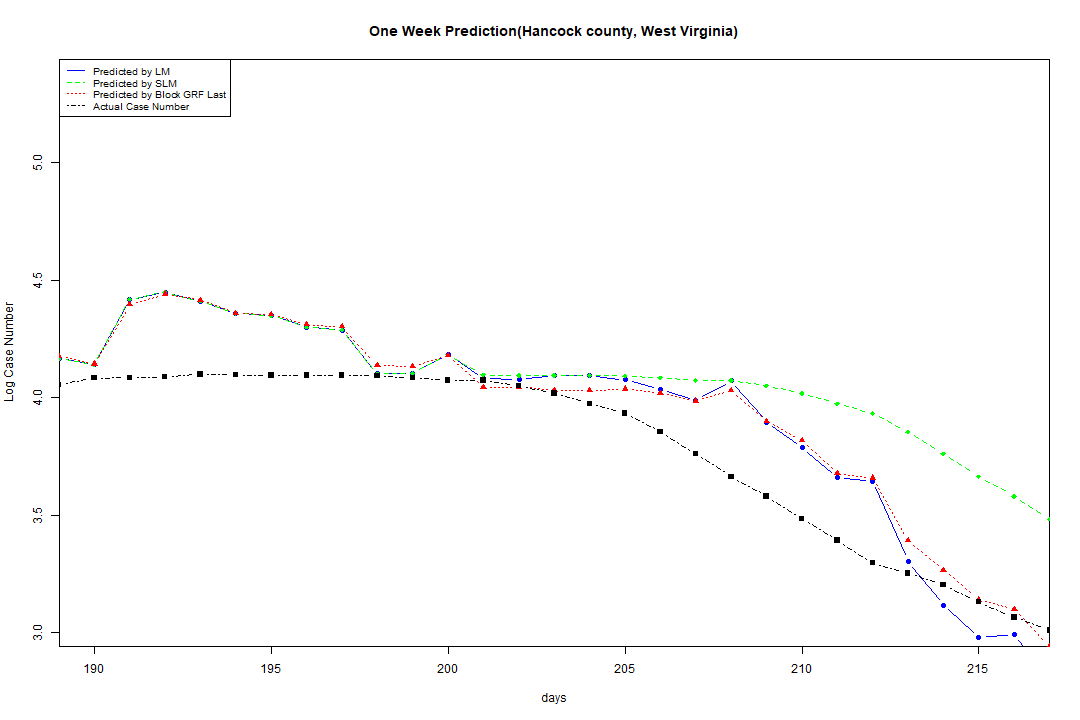 One Week Prediction(Hancock county, West Virginia)
Predicted by LM
Predicted by SLM
Predicted by Block GRF Last
Actual Case Number
5.0
4.5
4.0
3.5
3.0
Log Case Number
190 195 200 205 210 215
days